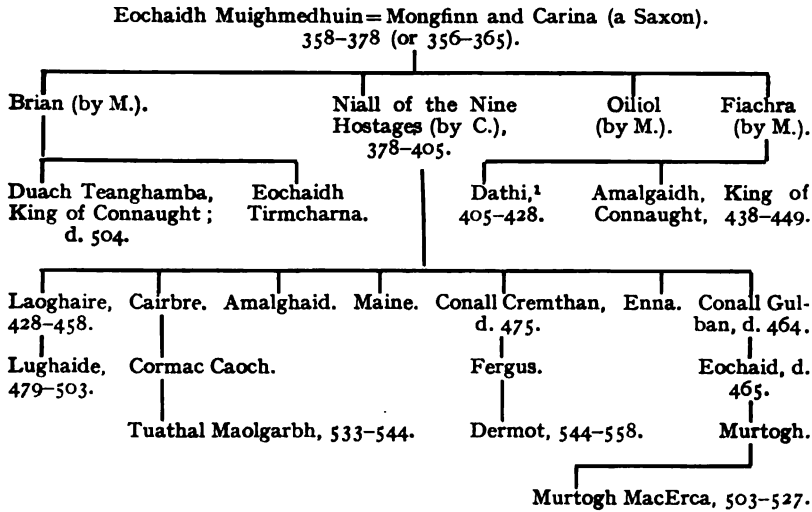 Eochaidh Muighmedhuin = Mongfinn and Carina (a Saxon).
358–378 (or 356–365).
Brian (by M.). Niall of the Nine Oiliol Fiachra
Hostages (by C.), (by M.). (by M.).
378–405.
Duach Teanghamba, Eochaidh Dathi,¹ Amalgaidh, King of
King of Connaught; Tirmcharna. 405–428. Connaught, 438–449.
d. 504.
Laoghaire, Cairbre. Amalghaid. Maine. Conall Cremthan, Enna. Conall Gul-
428–458. d. 475. ban, d. 464.
Lughaide, Cormac Caoch. Fergus. Eochaid, d.
479–503. 465.
Tuathal Maolgarbh, 533–544. Dermot, 544–558. Murtogh.
Murtogh MacErca, 503–527.